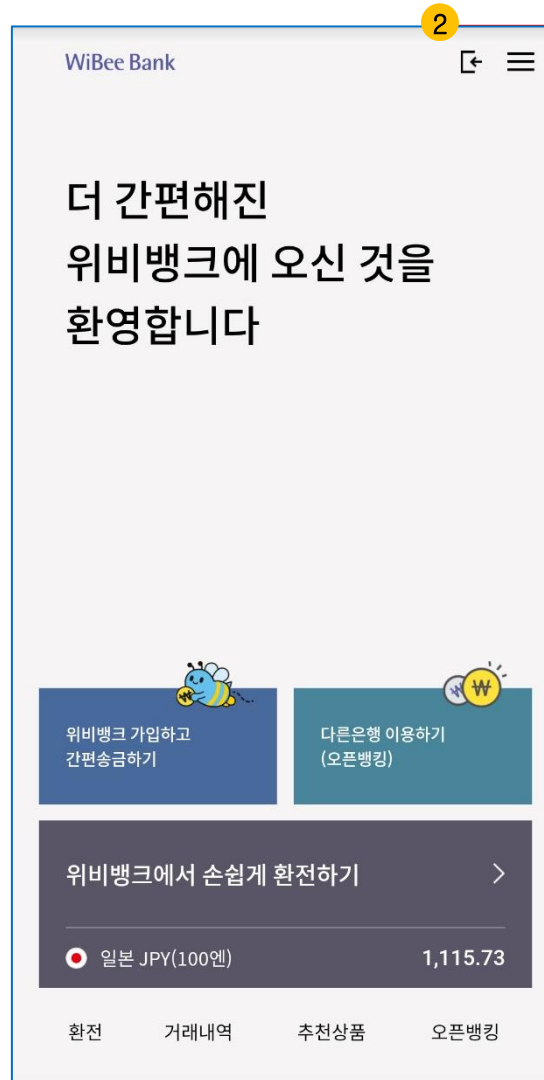 2
WiBee Bank
더 간편해진
위비뱅크에 오신 것을
환영합니다
₩ ₩ ₩
위비뱅크 가입하고
간편송금하기
다른은행 이용하기
(오픈뱅킹)
위비뱅크에서 손쉽게 환전하기
일본 JPY(100엔) 1,115.73
환전 거래내역 추천상품 오픈뱅킹